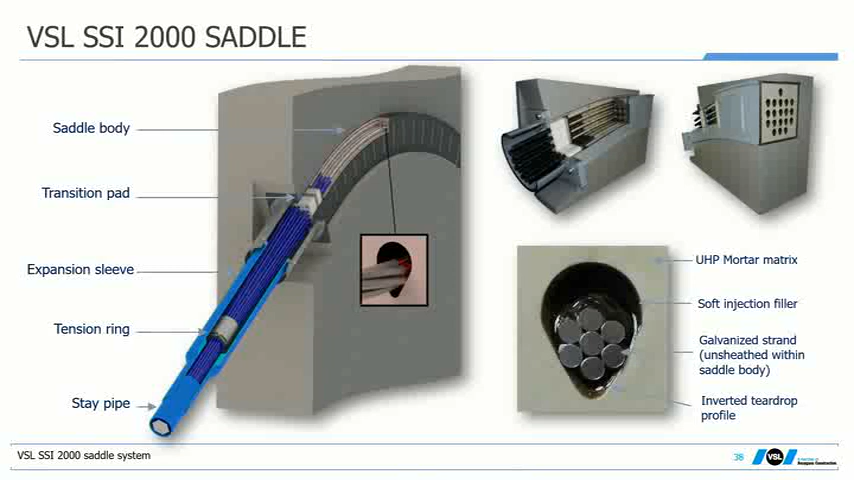 VSL SSI 2000 SADDLE
Saddle body
Transition pad
Expansion sleeve
Tension ring
Stay pipe
UHP Mortar matrix
Soft injection filler
Galvanized strand
(unsheathed within
saddle body)
Inverted teardrop
profile
VSL SSI 2000 saddle system
38
VSL